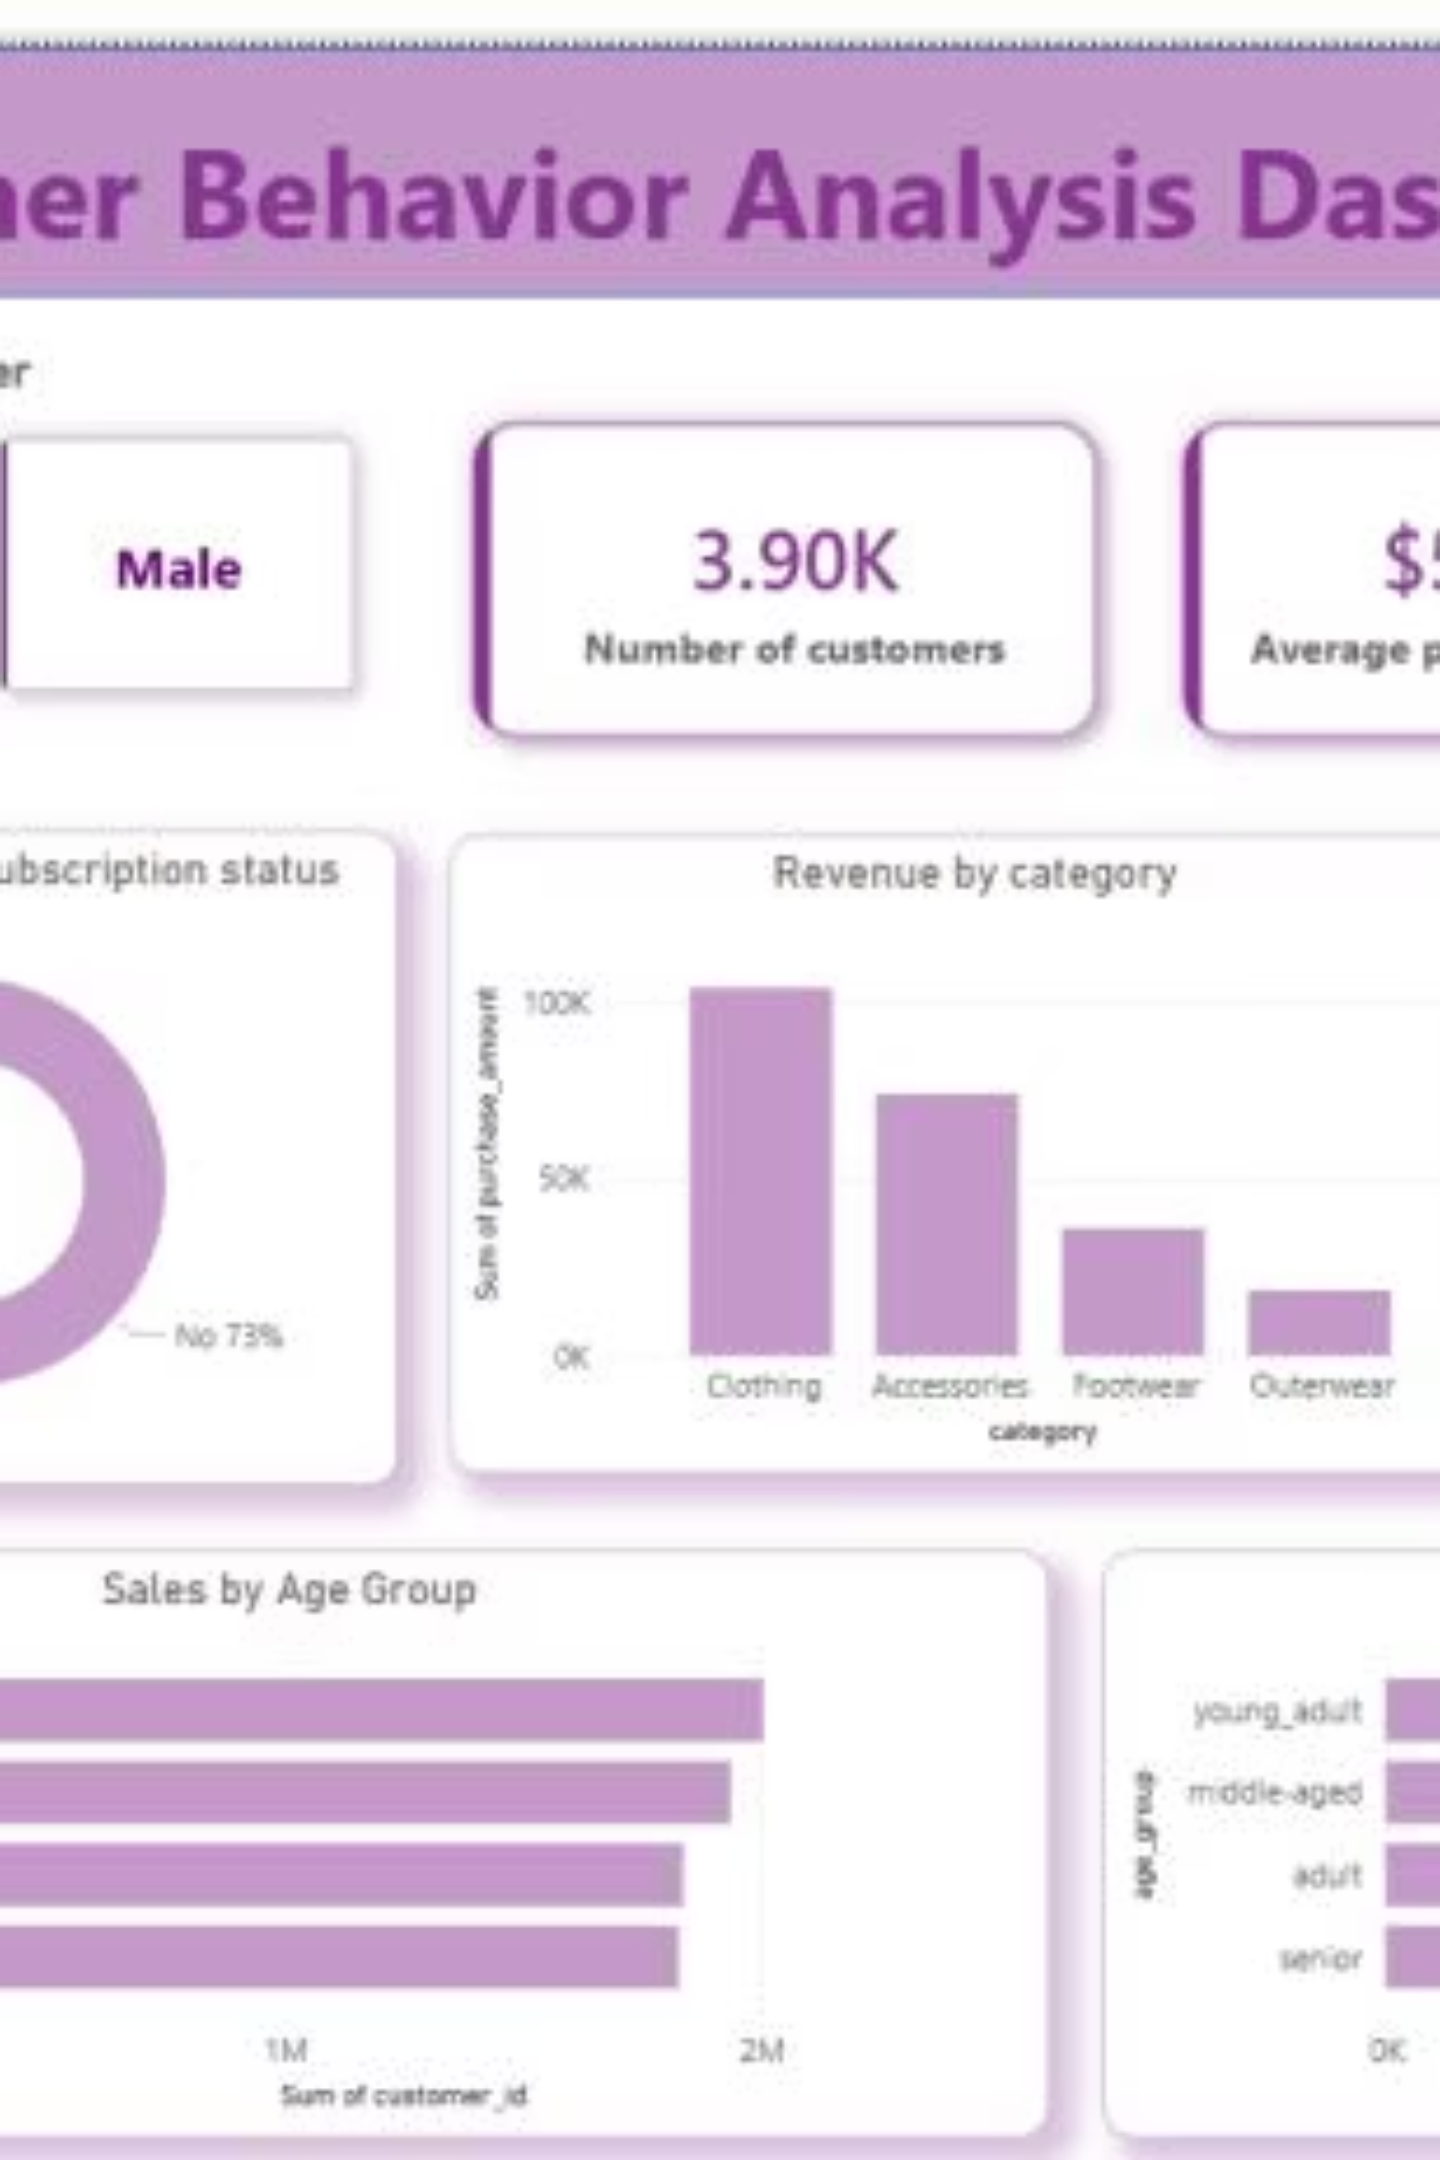 er Behavior Analysis Das
er
Male
3.90K
Number of customers
$5
Average p
ubscription status
No 73%
Revenue by category
Sum of purchase_amount
100K
50K
0K
Clothing
Accessories
Footwear
Outerwear
category
Sales by Age Group
1M
2M
Sum of customer_id
age_group
young_adult
middle-aged
adult
senior
0K